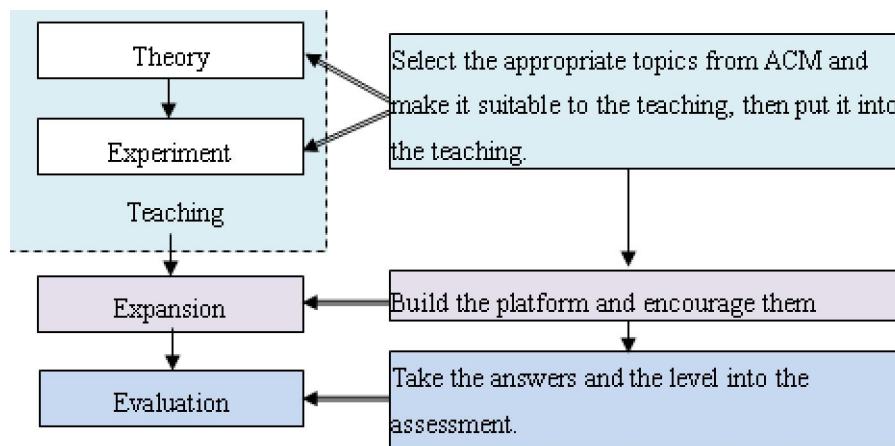 Theory
Experiment
Teaching
Expansion
Evaluation
Select the appropriate topics from ACM and
make it suitable to the teaching, then put it into
the teaching.
Build the platform and encourage them
Take the answers and the level into the
assessment.